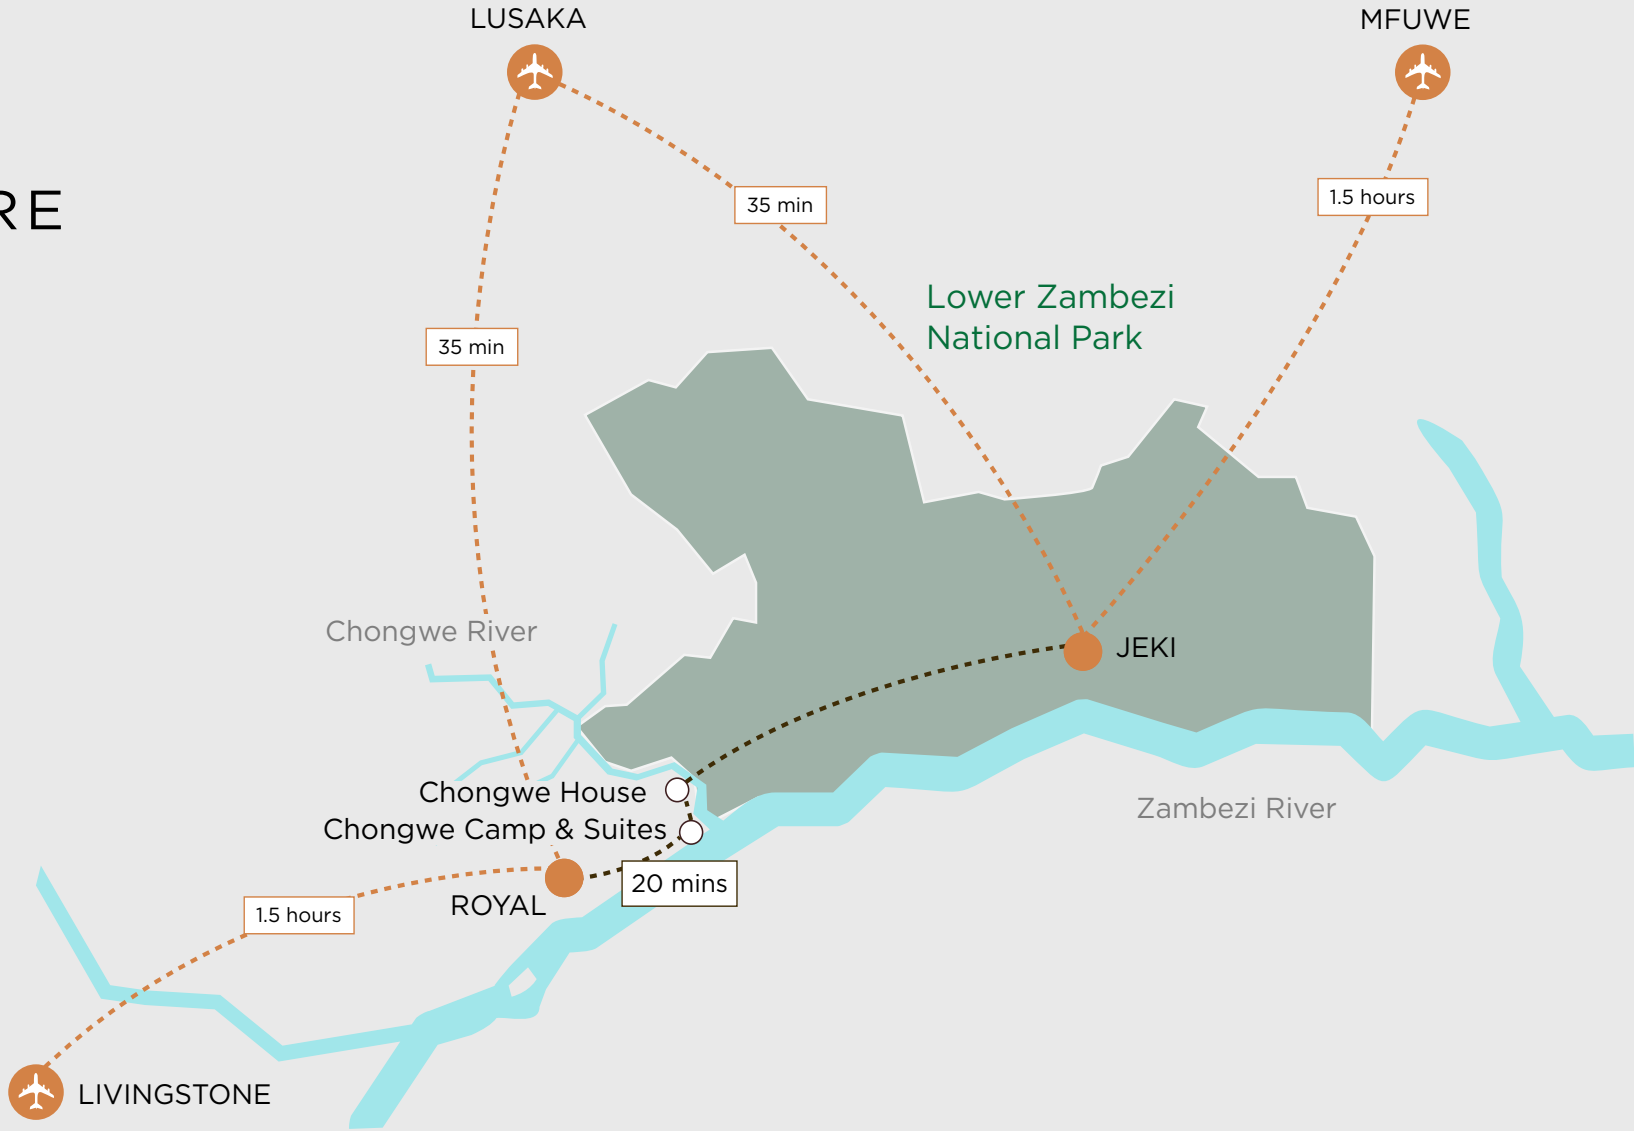 LUSAKA
MFUWE
RE
35 min
1.5 hours
Lower Zambezi
National Park
35 min
Chongwe River
JEKI
Chongwe House
Zambezi River
Chongwe Camp & Suites
20 mins
ROYAL
1.5 hours
LIVINGSTONE